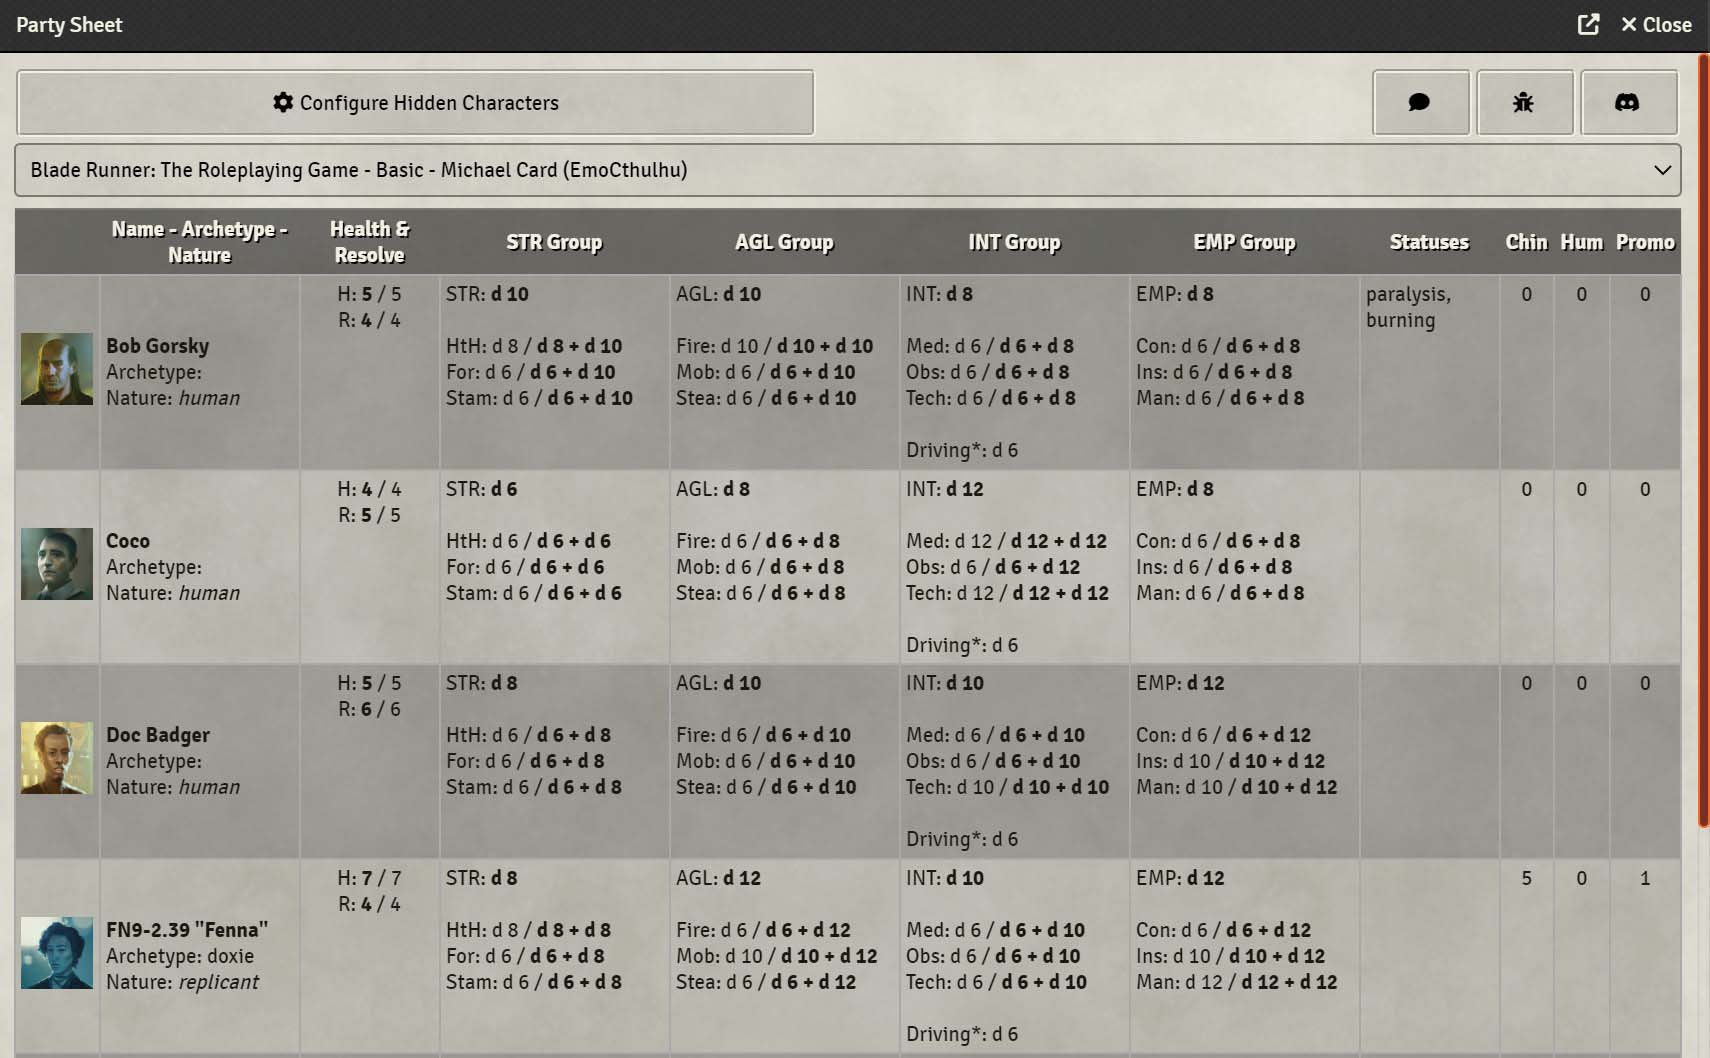 Party Sheet
Close
Configure Hidden Characters
Blade Runner: The Roleplaying Game - Basic - Michael Card (EmoCthulhu)
Name - Archetype - Nature
Health & Resolve
STR Group
AGL Group
INT Group
EMP Group
Statuses
Chin
Hum
Promo
Bob Gorsky
Archetype:
Nature: human
H: 5 / 5
R: 4 / 4
STR: d 10
HtH: d 8 / d 8 + d 10
For: d 6 / d 6 + d 10
Stam: d 6 / d 6 + d 10
AGL: d 10
Fire: d 10 / d 10 + d 10
Mob: d 6 / d 6 + d 10
Stea: d 6 / d 6 + d 10
INT: d 8
Med: d 6 / d 6 + d 8
Obs: d 6 / d 6 + d 8
Tech: d 6 / d 6 + d 8
Driving*: d 6
EMP: d 8
Con: d 6 / d 6 + d 8
Ins: d 6 / d 6 + d 8
Man: d 6 / d 6 + d 8
paralysis,
burning
0
0
0
Coco
Archetype:
Nature: human
H: 4 / 4
R: 5 / 5
STR: d 6
HtH: d 6 / d 6 + d 6
For: d 6 / d 6 + d 6
Stam: d 6 / d 6 + d 6
AGL: d 8
Fire: d 6 / d 6 + d 8
Mob: d 6 / d 6 + d 8
Stea: d 6 / d 6 + d 8
INT: d 12
Med: d 12 / d 12 + d 12
Obs: d 6 / d 6 + d 12
Tech: d 12 / d 12 + d 12
Driving*: d 6
EMP: d 8
Con: d 6 / d 6 + d 8
Ins: d 6 / d 6 + d 8
Man: d 6 / d 6 + d 8
0
0
0
Doc Badger
Archetype:
Nature: human
H: 5 / 5
R: 6 / 6
STR: d 8
HtH: d 6 / d 6 + d 8
For: d 6 / d 6 + d 8
Stam: d 6 / d 6 + d 8
AGL: d 10
Fire: d 6 / d 6 + d 10
Mob: d 6 / d 6 + d 10
Stea: d 6 / d 6 + d 10
INT: d 10
Med: d 6 / d 6 + d 10
Obs: d 6 / d 6 + d 10
Tech: d 10 / d 10 + d 10
Driving*: d 6
EMP: d 12
Con: d 6 / d 6 + d 12
Ins: d 10 / d 10 + d 12
Man: d 10 / d 10 + d 12
0
0
0
FN9-2.39 "Fenna"
Archetype: doxie
Nature: replicant
H: 7 / 7
R: 4 / 4
STR: d 8
HtH: d 8 / d 8 + d 8
For: d 6 / d 6 + d 8
Stam: d 6 / d 6 + d 8
AGL: d 12
Fire: d 6 / d 6 + d 12
Mob: d 10 / d 10 + d 12
Stea: d 6 / d 6 + d 12
INT: d 10
Med: d 6 / d 6 + d 10
Obs: d 6 / d 6 + d 10
Tech: d 6 / d 6 + d 10
Driving*: d 6
EMP: d 12
Con: d 6 / d 6 + d 12
Ins: d 10 / d 10 + d 12
Man: d 12 / d 12 + d 12
5
0
1